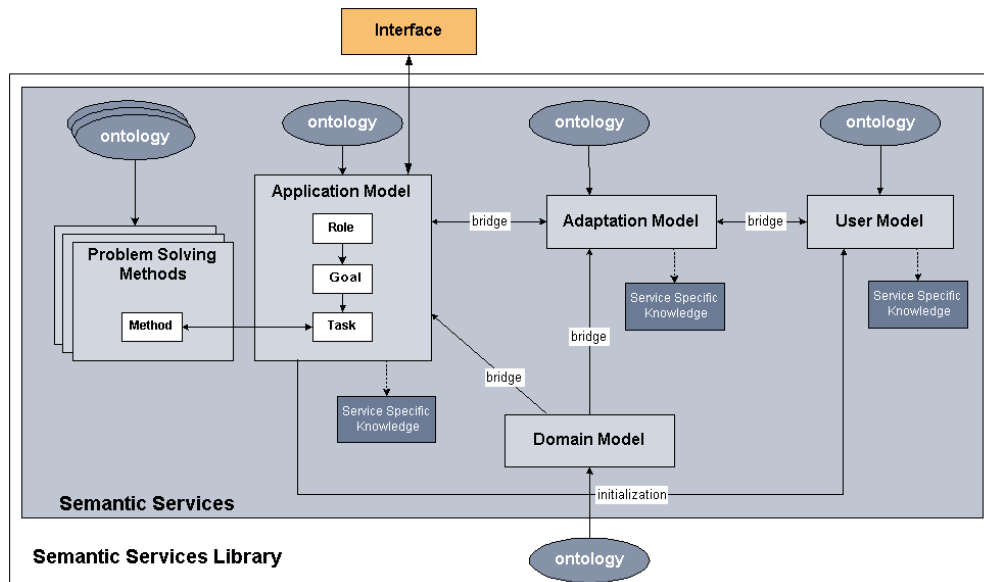 Interface
ontology
ontology
ontology
ontology
Application Model
Role
Goal
Task
Problem Solving
Methods
Method
bridge
Adaptation Model
bridge
User Model
Service Specific
Knowledge
Service Specific
Knowledge
bridge
bridge
Service Specific
Knowledge
Domain Model
initialization
Semantic Services
Semantic Services Library
ontology